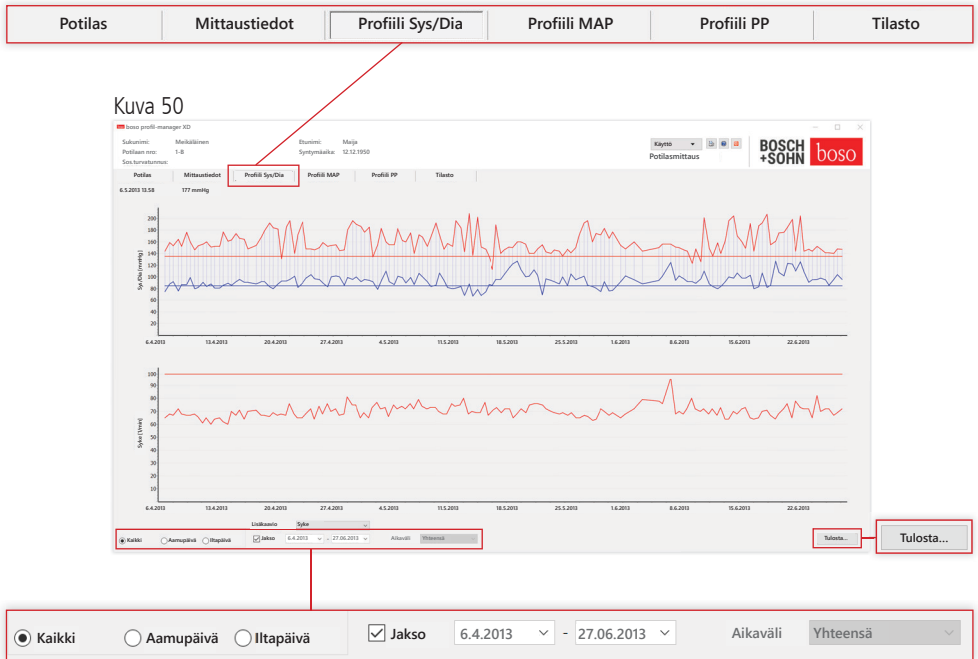 Potilas Mittaustiedot Profiili Sys/Dia Profiili MAP Profiili PP Tilasto
Kuva 50
boso profil-manager XD
Sukunimi: Meikäläinen Etunimi: Maija
Potilaan nro: 1-B Syntymäaika: 12.12.1950
Sos.turvatunnus:
Käyttö
Potilasmittaus
BOSCH
+SOHN
boso
Potilas Mittaustiedot Profiili Sys/Dia Profiili MAP Profiili PP Tilasto
6.5.2013 13.58 177 mmHg
Sys/Dia [mmHg]
200
180
160
140
120
100
80
60
40
20
6.4.2013 13.4.2013 20.4.2013 27.4.2013 4.5.2013 11.5.2013 18.5.2013 25.5.2013 1.6.2013 8.6.2013 15.6.2013 22.6.2013
Syke [1/min]
100
90
80
70
60
50
40
30
20
10
6.4.2013 13.4.2013 20.4.2013 27.4.2013 4.5.2013 11.5.2013 18.5.2013 25.5.2013 1.6.2013 8.6.2013 15.6.2013 22.6.2013
Lisäkaavio Syke
Kaikki Aamupäivä Iltapäivä Jakso 6.4.2013 - 27.06.2013 Aikaväli Yhteensä
Tulosta...
Tulosta...
Kaikki Aamupäivä Iltapäivä Jakso 6.4.2013 - 27.06.2013 Aikaväli Yhteensä